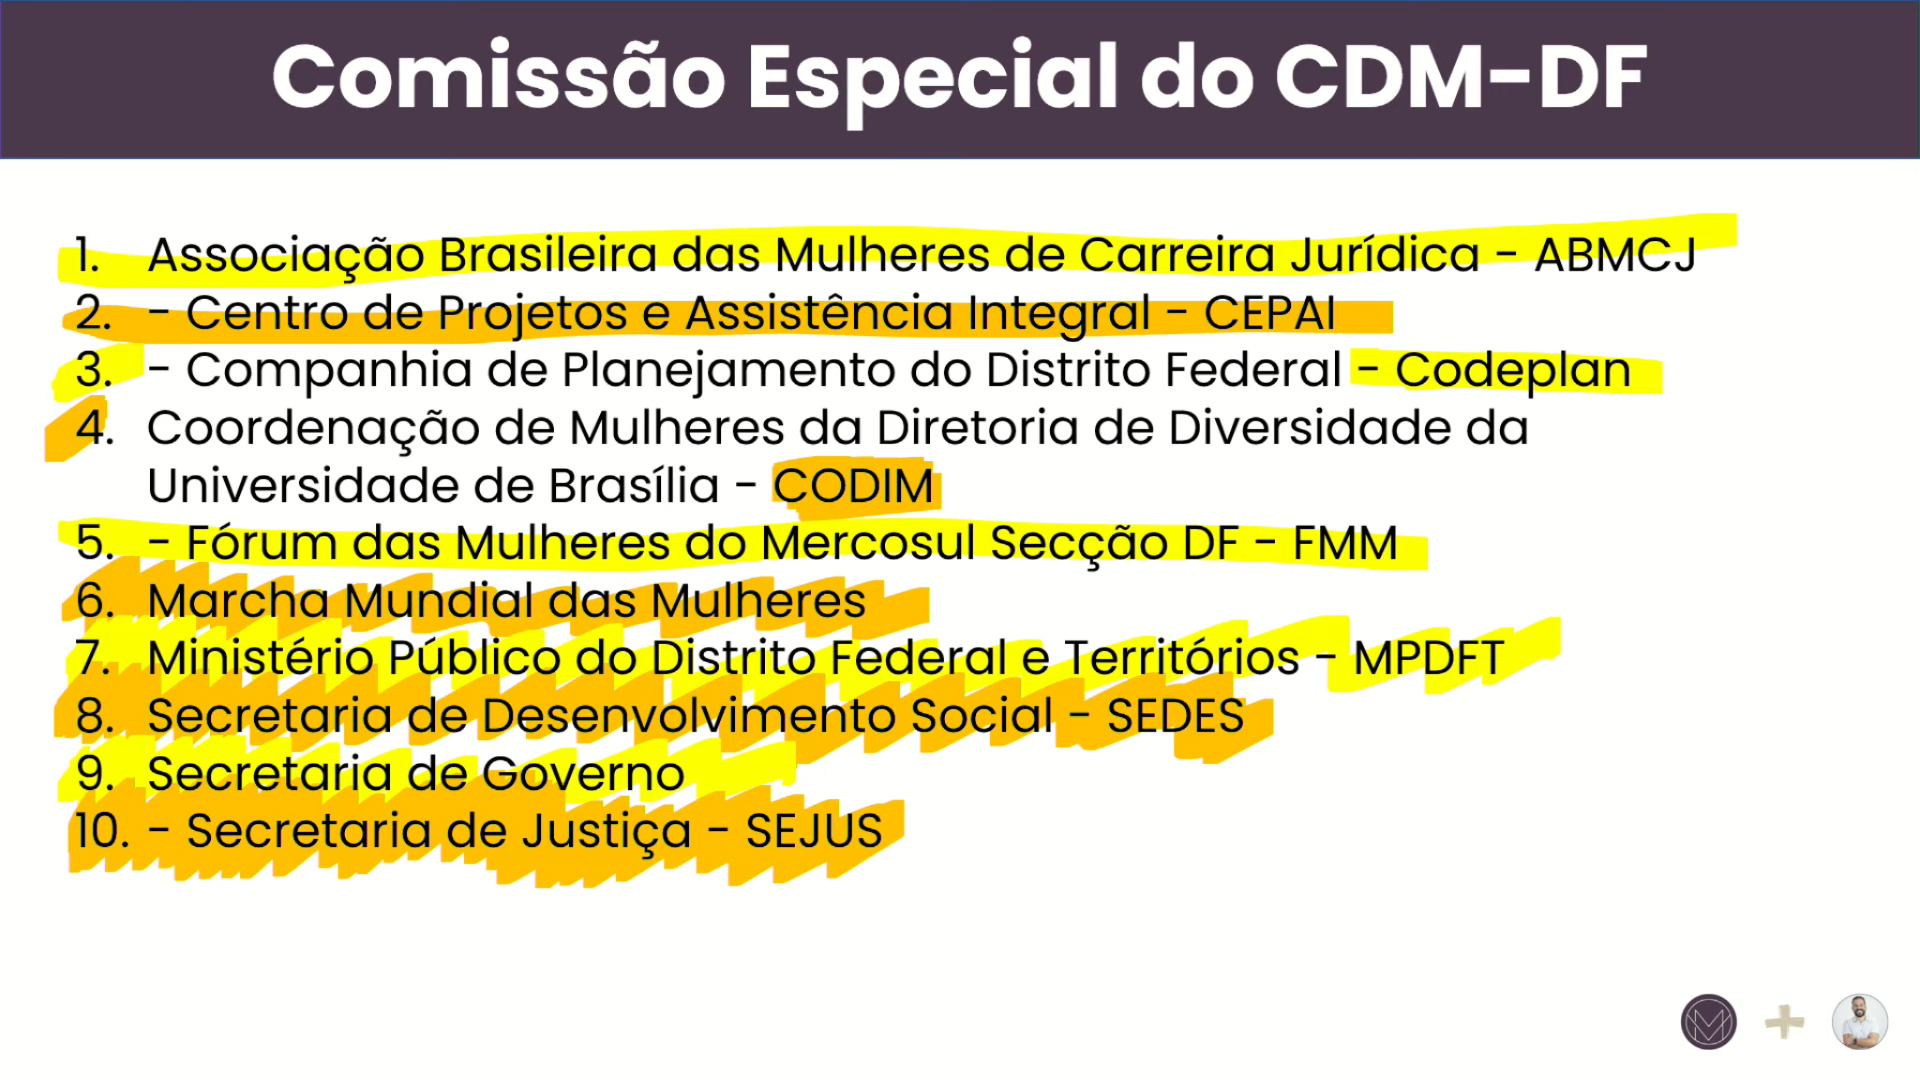 Comissão Especial do CDM-DF
1. Associação Brasileira das Mulheres de Carreira Jurídica - ABMCJ
2. - Centro de Projetos e Assistência Integral - CEPAI
3. - Companhia de Planejamento do Distrito Federal - Codeplan
4. Coordenação de Mulheres da Diretoria de Diversidade da
Universidade de Brasília - CODIM
5. - Fórum das Mulheres do Mercosul Secção DF - FMM
6. Marcha Mundial das Mulheres
7. Ministério Público do Distrito Federal e Territórios - MPDFT
8. Secretaria de Desenvolvimento Social - SEDES
9. Secretaria de Governo
10. - Secretaria de Justiça - SEJUS